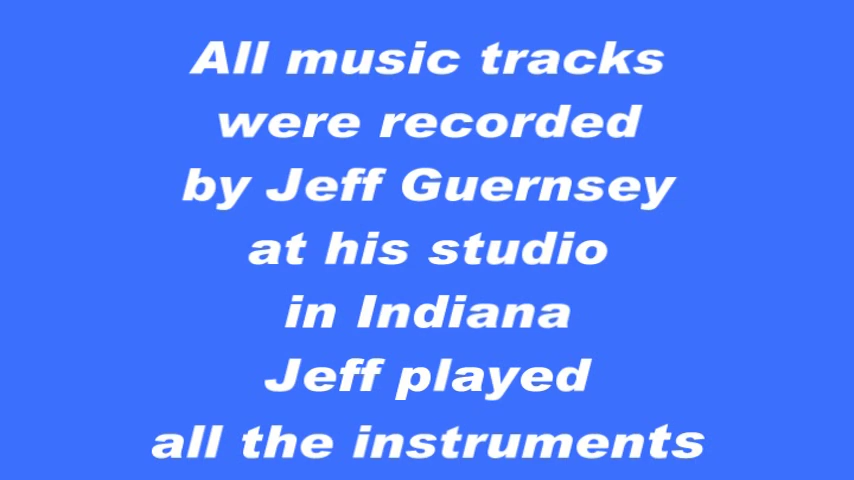 All music tracks
were recorded
by Jeff Guernsey
at his studio
in Indiana
Jeff played
all the instruments